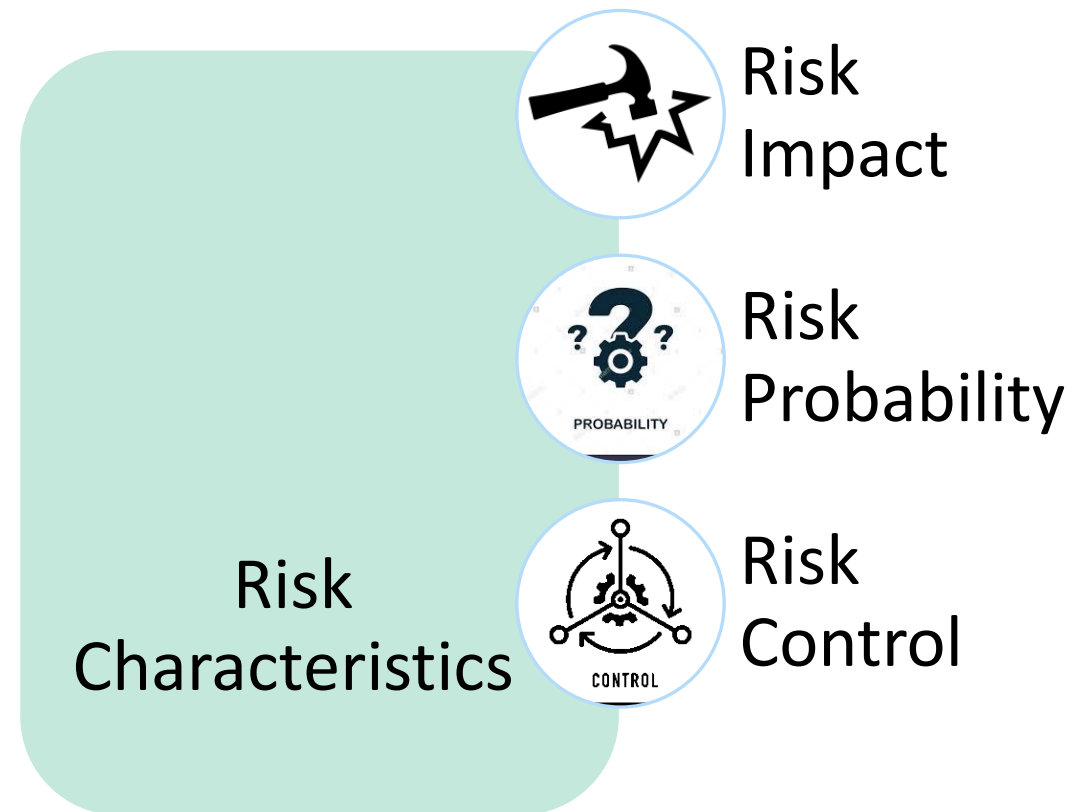 Risk
Impact
Risk
Probability
PROBABILITY
Risk
Control
CONTROL
Risk
Characteristics